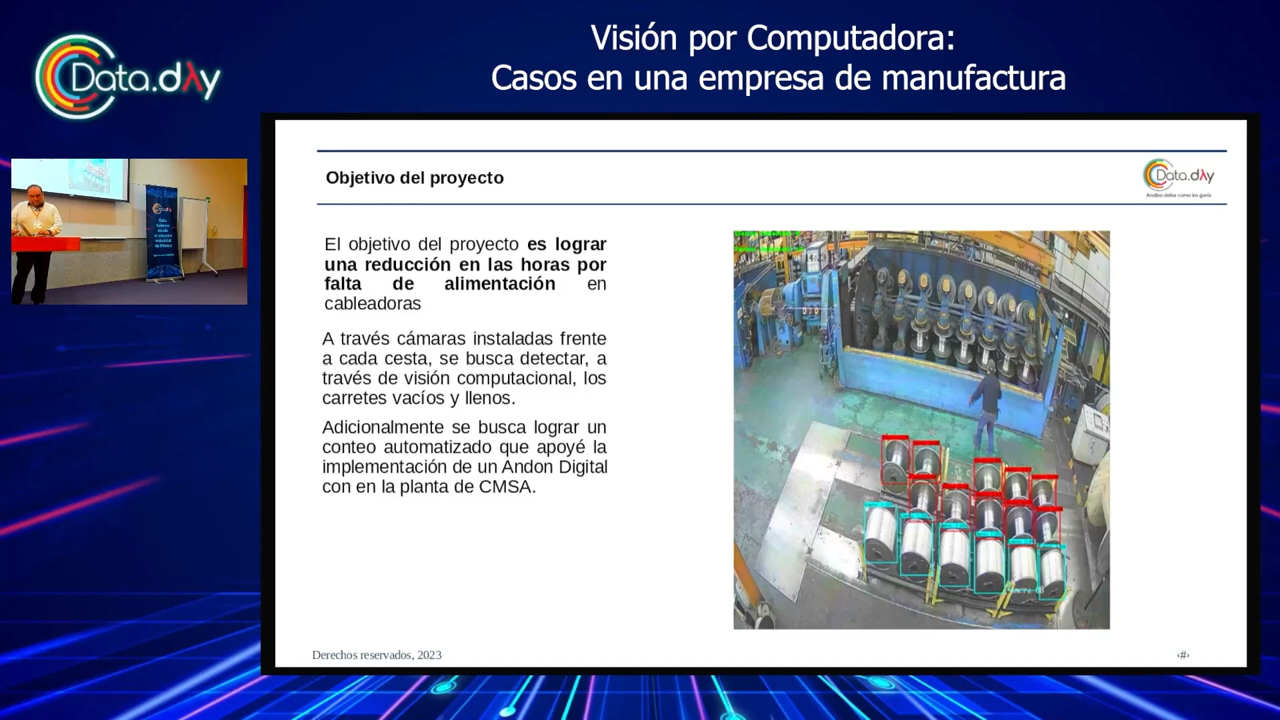 Visión por Computadora:
Casos en una empresa de manufactura
Data.dλy
Objetivo del proyecto
Data.dλy
El objetivo del proyecto es lograr
una reducción en las horas por
falta de alimentación en
cableadoras
A través cámaras instaladas frente
a cada cesta, se busca detectar, a
través de visión computacional, los
carretes vacíos y llenos.
Adicionalmente se busca lograr un
conteo automatizado que apoyé la
implementación de un Andon Digital
con en la planta de CMSA.
Derechos reservados, 2023
‹#›